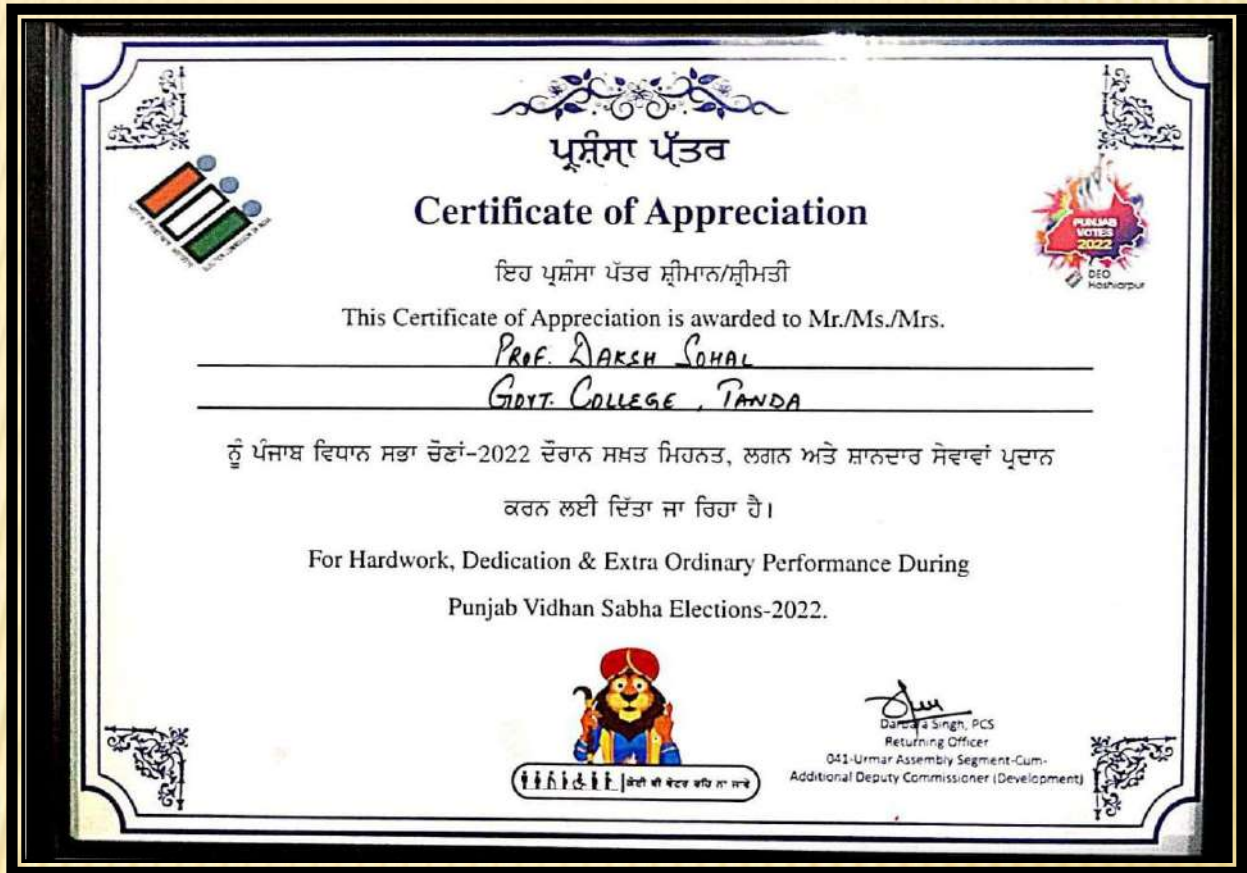 ਪ੍ਰਸ਼ੰਸਾ ਪੱਤਰ
Certificate of Appreciation
PUNJAB
VOTES
2022
DEO
Hoshiarpur
ਇਹ ਪ੍ਰਸ਼ੰਸਾ ਪੱਤਰ ਸ਼੍ਰੀਮਾਨ/ਸ਼੍ਰੀਮਤੀ
This Certificate of Appreciation is awarded to Mr./Ms./Mrs.
PROF. DAKSH SOHAL
GOVT. COLLEGE, TANDA
ਨੂੰ ਪੰਜਾਬ ਵਿਧਾਨ ਸਭਾ ਚੋਣਾਂ-2022 ਦੌਰਾਨ ਸਖ਼ਤ ਮਿਹਨਤ, ਲਗਨ ਅਤੇ ਸ਼ਾਨਦਾਰ ਸੇਵਾਵਾਂ ਪ੍ਰਦਾਨ
ਕਰਨ ਲਈ ਦਿੱਤਾ ਜਾ ਰਿਹਾ ਹੈ।
For Hardwork, Dedication & Extra Ordinary Performance During
Punjab Vidhan Sabha Elections-2022.
Darbara Singh, PCS
Returning Officer
041-Urmar Assembly Segment-Cum-
Additional Deputy Commissioner (Development)
ਕੋਈ ਵੀ ਵੋਟਰ ਰਹਿ ਨਾ ਜਾਵੇ